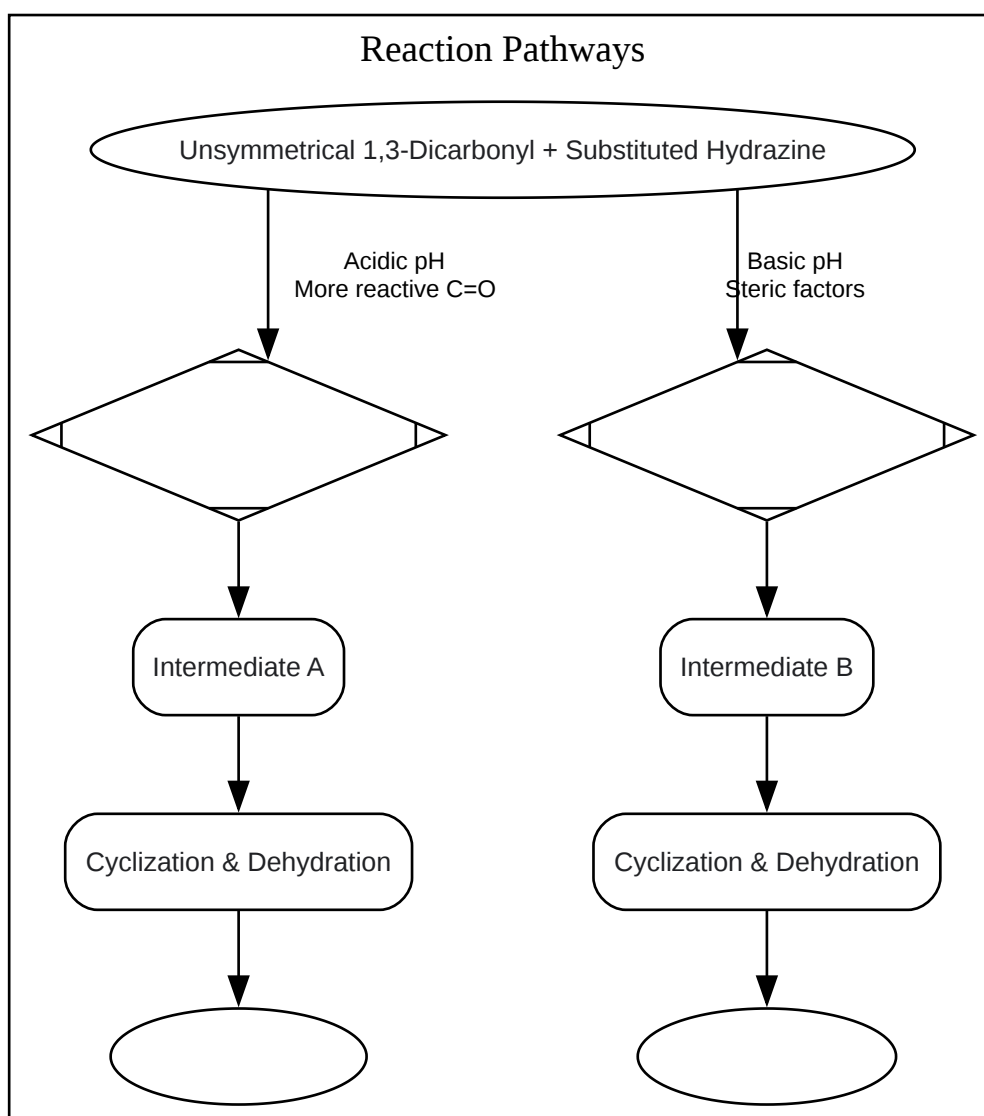 Reaction Pathways
Unsymmetrical 1,3-Dicarbonyl + Substituted Hydrazine
Acidic pH
More reactive C=O
Basic pH
Steric factors
Intermediate A
Intermediate B
Cyclization & Dehydration
Cyclization & Dehydration